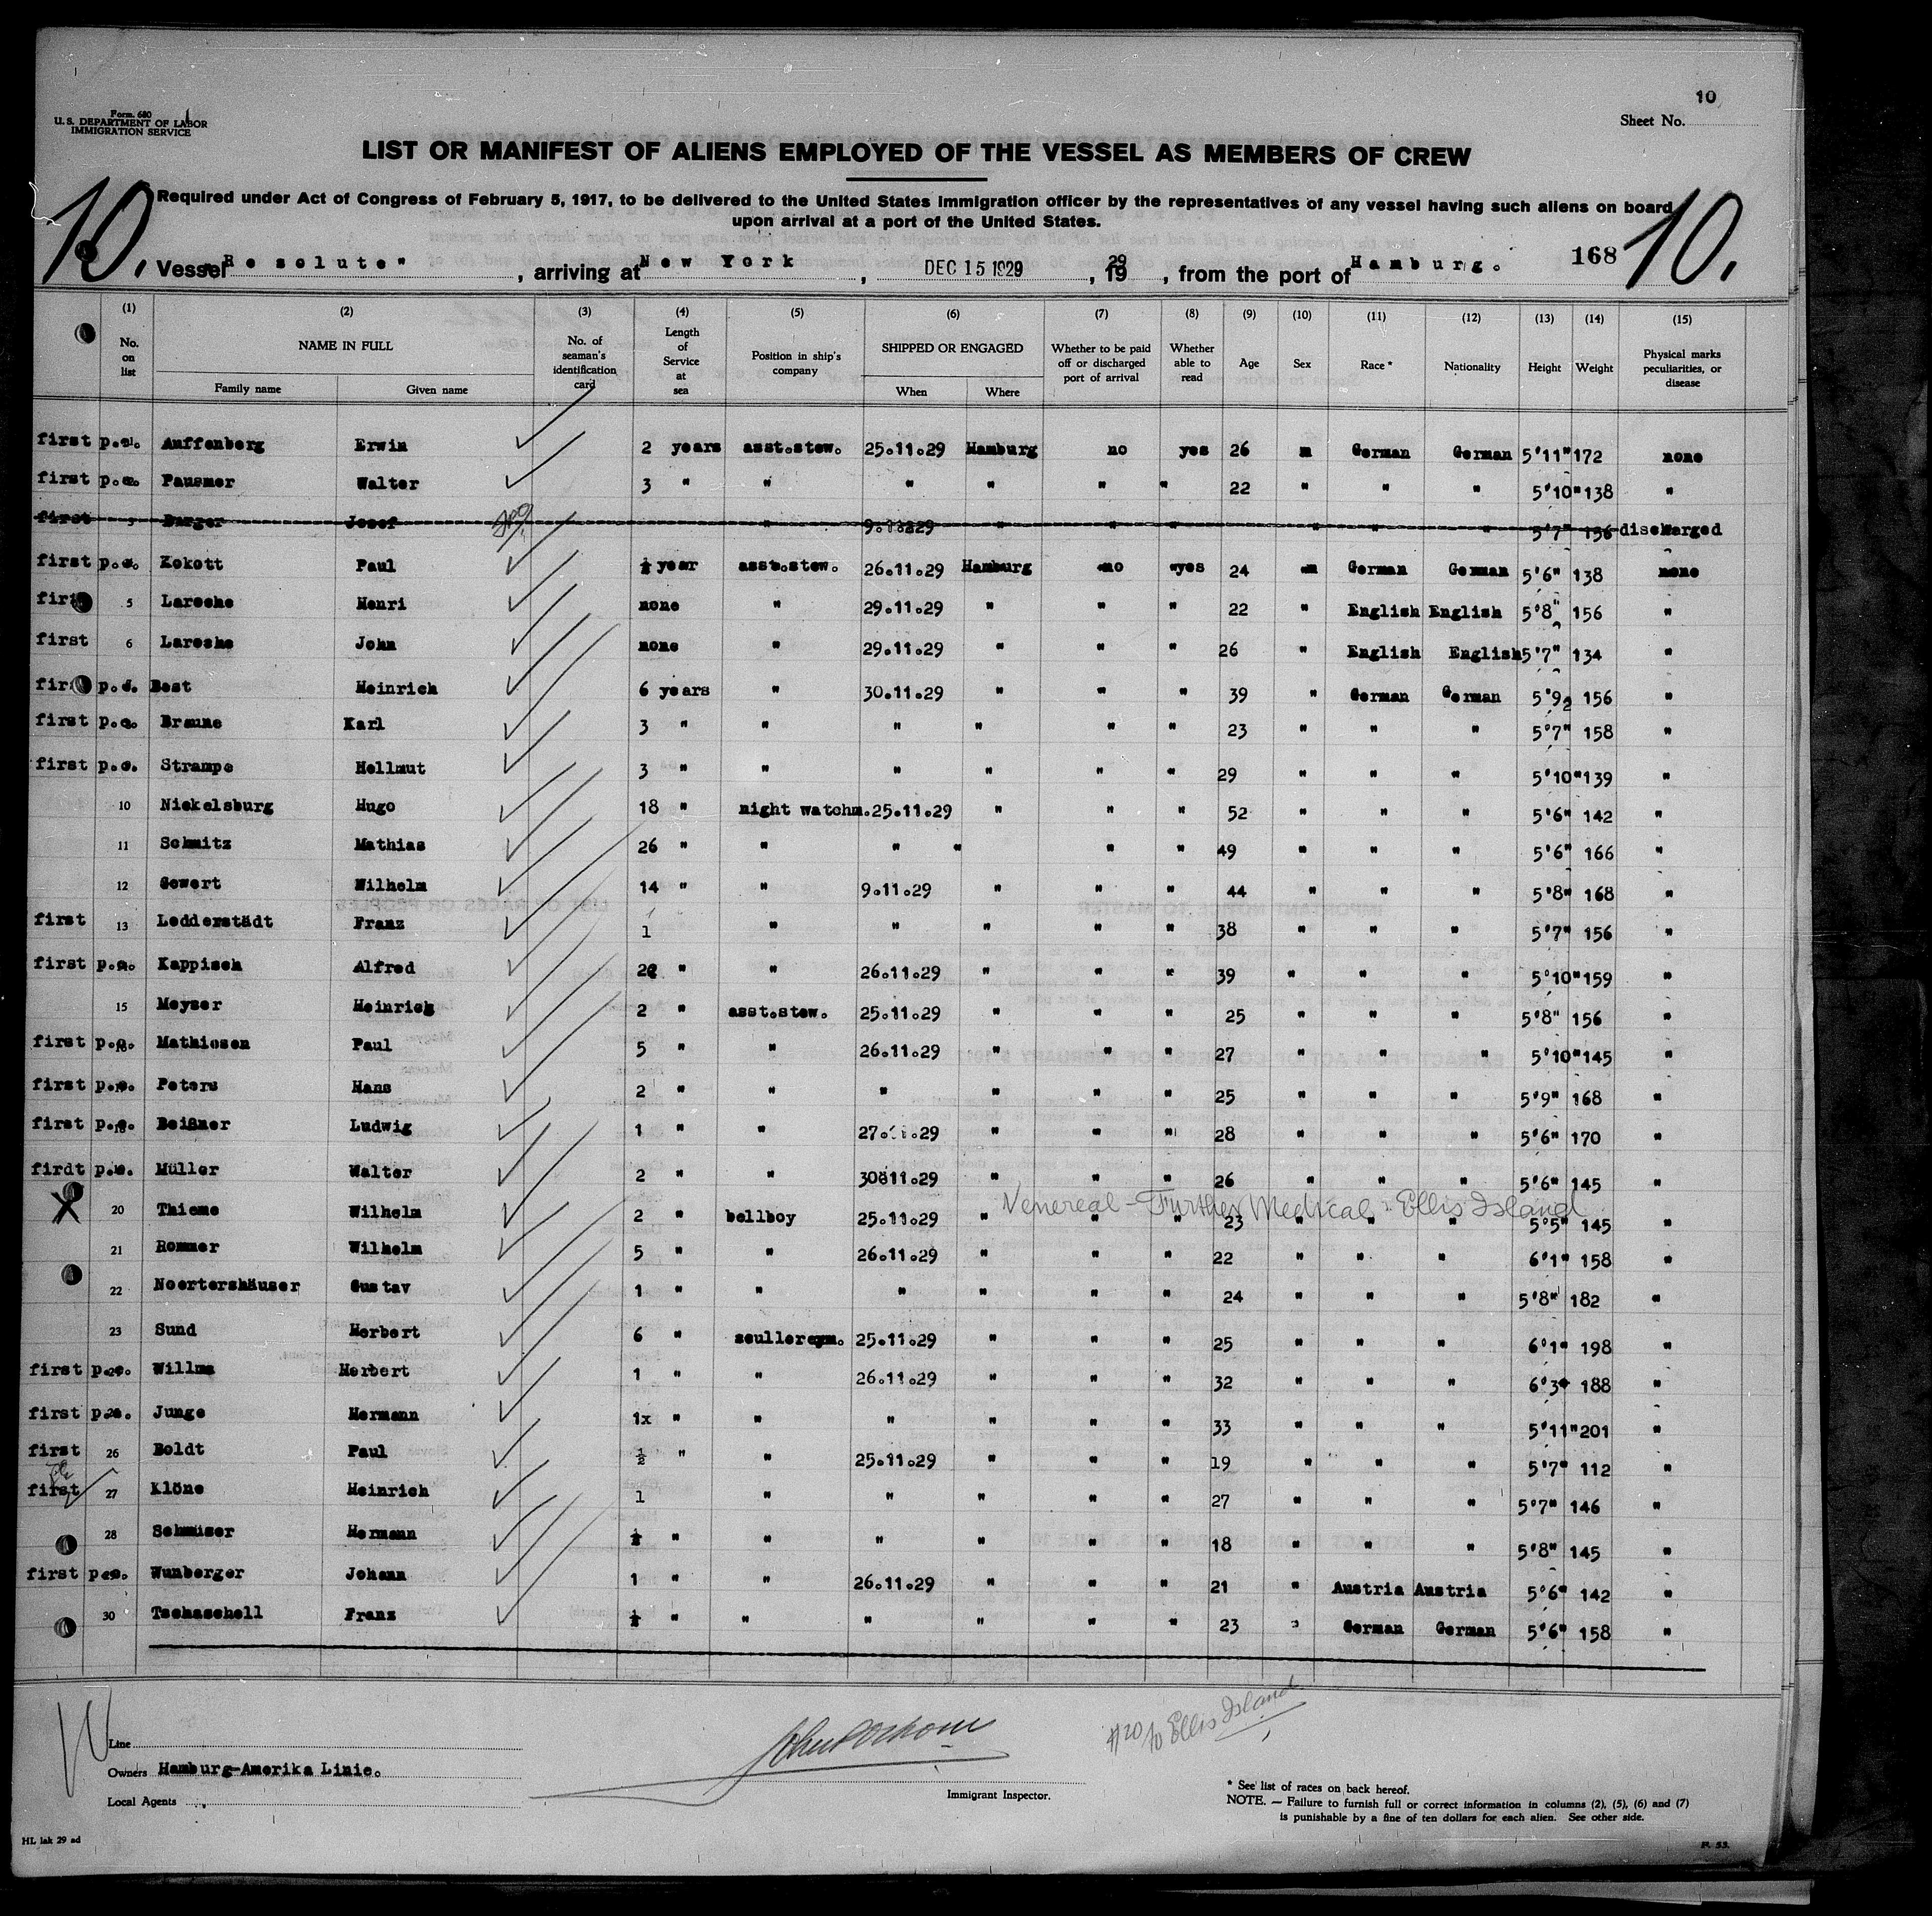 10
Form. 680
U. S. DEPARTMENT OF LABOR
IMMIGRATION SERVICE
Sheet No.
LIST OR MANIFEST OF ALIENS EMPLOYED OF THE VESSEL AS MEMBERS OF CREW
Required under Act of Congress of February 5, 1917, to be delivered to the United States Immigration officer by the representatives of any vessel having such aliens on board
upon arrival at a port of the United States.
10. 168 10.
Vessel "Resolute" , arriving at New York , DEC 15 1929 , 1929 , from the port of Hamburg.
(1) (2) (3) (4) (5) (6) (7) (8) (9) (10) (11) (12) (13) (14) (15)
No. on list NAME IN FULL Family name Given name No. of seaman's identification card Length of Service at sea Position in ship's company SHIPPED OR ENGAGED When Where Whether to be paid off or discharged port of arrival Whether able to read Age Sex Race * Nationality Height Weight Physical marks peculiarities, or disease
first p.o. Auffenberg Erwin 2 years asst.stew. 25.11.29 Hamburg no yes 26 m German German 5'11" 172 none
first p.o. Pausmer Walter 3 " " " " " " 22 " " " 5'10" 138 "
first 3 Burger Josef " " " " " " " 5'7" 156 discharged
first p.o. Kokott Paul year asst.stew. 26.11.29 Hamburg no yes 24 m German German 5'6" 138 none
first 5 Laroche Henri none " 29.11.29 " " " 22 " English English 5'8" 156 "
first 6 Laroche John none " 29.11.29 " " " 26 " English English 5'7" 134 "
first p.o. Best Heinrich 6 years " 30.11.29 " " " 39 " German German 5'9 156 "
first p.o. Braune Karl 3 " " " " " " 23 " " " 5'7" 158 "
first p.o. Strampe Hellmut 3 " " " " " " 29 " " " 5'10" 139 "
10 Nickelsburg Hugo 18 " night watchm. 25.11.29 " " " 52 " " " 5'6" 142 "
11 Schmitz Mathias 26 " " " " " " 49 " " " 5'6" 166 "
12 Gewert Wilhelm 14 " " 9.11.29 " " " 44 " " " 5'8" 168 "
first 13 Ledderstädt Franz 1 " " " " " 38 " " " 5'7" 156 "
first p.o. Kappisch Alfred " " 26.11.29 " " " 39 " " " 5'10" 159 "
15 Meyser Heinrich 2 " asst.stew. 25.11.29 " " " 25 " " " 5'8" 156 "
first p.o. Mathiesen Paul 5 " " 26.11.29 " " " 27 " " " 5'10" 145 "
first p.o. Peters Hans 2 " " " " " " 25 " " " 5'9" 168 "
first p.o. Beißner Ludwig 1 " " 27.11.29 " " " 28 " " " 5'6" 170 "
firdt p.o. Müller Walter 2 " " 30811.29 " " " 26 " " " 5'6" 145 "
Venereal - Further Medical - Ellis Island
X 20 Thieme Wilhelm 2 " bellboy 25.11.29 " " " 23 " " " 5'5" 145 "
21 Rommer Wilhelm 5 " " 26.11.29 " " " 22 " " " 6'1" 158 "
22 Noertershäuser Gustav 1 " " " " " " 24 " " " 5'8" 182 "
23 Sund Herbert 6 " 25.11.29 " " " 25 " " " 6'1" 198 "
first p.o. Willms Herbert 1 " " 26.11.29 " " " 32 " " " 6'3" 188 "
first p.o. Junge Hermann 1x " " " " " " 33 " " " 5'11" 201 "
first 26 Boldt Paul ½ " " 25.11.29 " " " 19 " " " 5'7" 112 "
first 27 Klöne Heinrich 1 " " " " " 27 " " " 5'7" 146 "
28 Schmüser Hermann " " " " " " 18 " " " 5'8" 145 "
first p.o. Wunberger Johann 1 " " 26.11.29 " " " 21 " Austria Austria 5'6" 142 "
30 Tschaschell Franz " " " " " " 23 " German German 5'6" 158 "
Line
Owners Hamburg-Amerika Linie.
Local Agents
Immigrant Inspector.
#20 to Ellis Island
* See list of races on back hereof.
NOTE. — Failure to furnish full or correct information in columns (2), (5), (6) and (7)
is punishable by a fine of ten dollars for each alien. See other side.
HL lak 29 ad
F. 53.